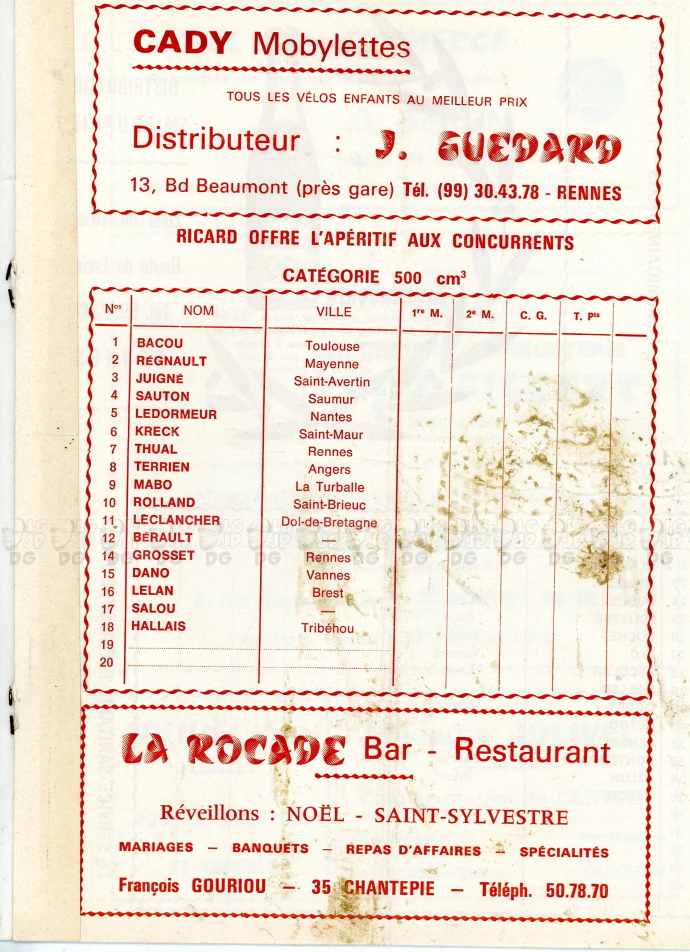 CADY Mobylettes
TOUS LES VÉLOS ENFANTS AU MEILLEUR PRIX
Distributeur : J. GUEDARD
13, Bd Beaumont (près gare) Tél. (99) 30.43.78 - RENNES
RICARD OFFRE L'APÉRITIF AUX CONCURRENTS
CATÉGORIE 500 cm³
Nos NOM VILLE 1re M. 2e M. C. G. T. Pts
1 BACOU Toulouse
2 RÉGNAULT Mayenne
3 JUIGNÉ Saint-Avertin
4 SAUTON Saumur
5 LEDORMEUR Nantes
6 KRECK Saint-Maur
7 THUAL Rennes
8 TERRIEN Angers
9 MABO La Turballe
10 ROLLAND Saint-Brieuc
11 LECLANCHER Dol-de-Bretagne
12 BÉRAULT —
14 GROSSET Rennes
15 DANO Vannes
16 LELAN Brest
17 SALOU —
18 HALLAIS Tribéhou
19
20
LA ROCADE Bar - Restaurant
Réveillons : NOËL - SAINT-SYLVESTRE
MARIAGES — BANQUETS — REPAS D'AFFAIRES — SPÉCIALITÉS
François GOURIOU — 35 CHANTEPIE — Téléph. 50.78.70